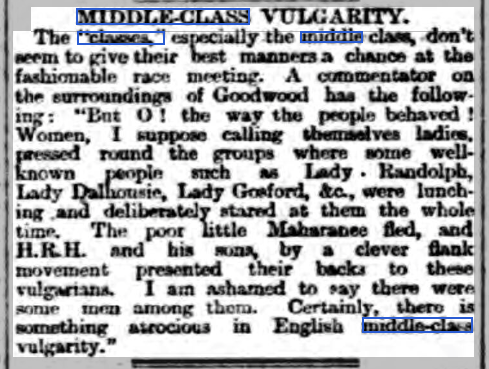 MIDDLE-CLASS VULGARITY.
The "classes," especially the middle class, don't
seem to give their best manners a chance at the
fashionable race meeting. A commentator on
the surroundings of Goodwood has the follow-
ing: "But O! the way the people behaved!
Women, I suppose calling themselves ladies,
pressed round the groups where some well-
known people such as Lady Randolph,
Lady Dalhousie, Lady Gosford, &c., were lunch-
ing and deliberately stared at them the whole
time. The poor little Maharanee fled, and
H.R.H. and his sons, by a clever flank
movement presented their backs to these
vulgarians. I am ashamed to say there were
some men among them. Certainly, there is
something atrocious in English middle-class
vulgarity."